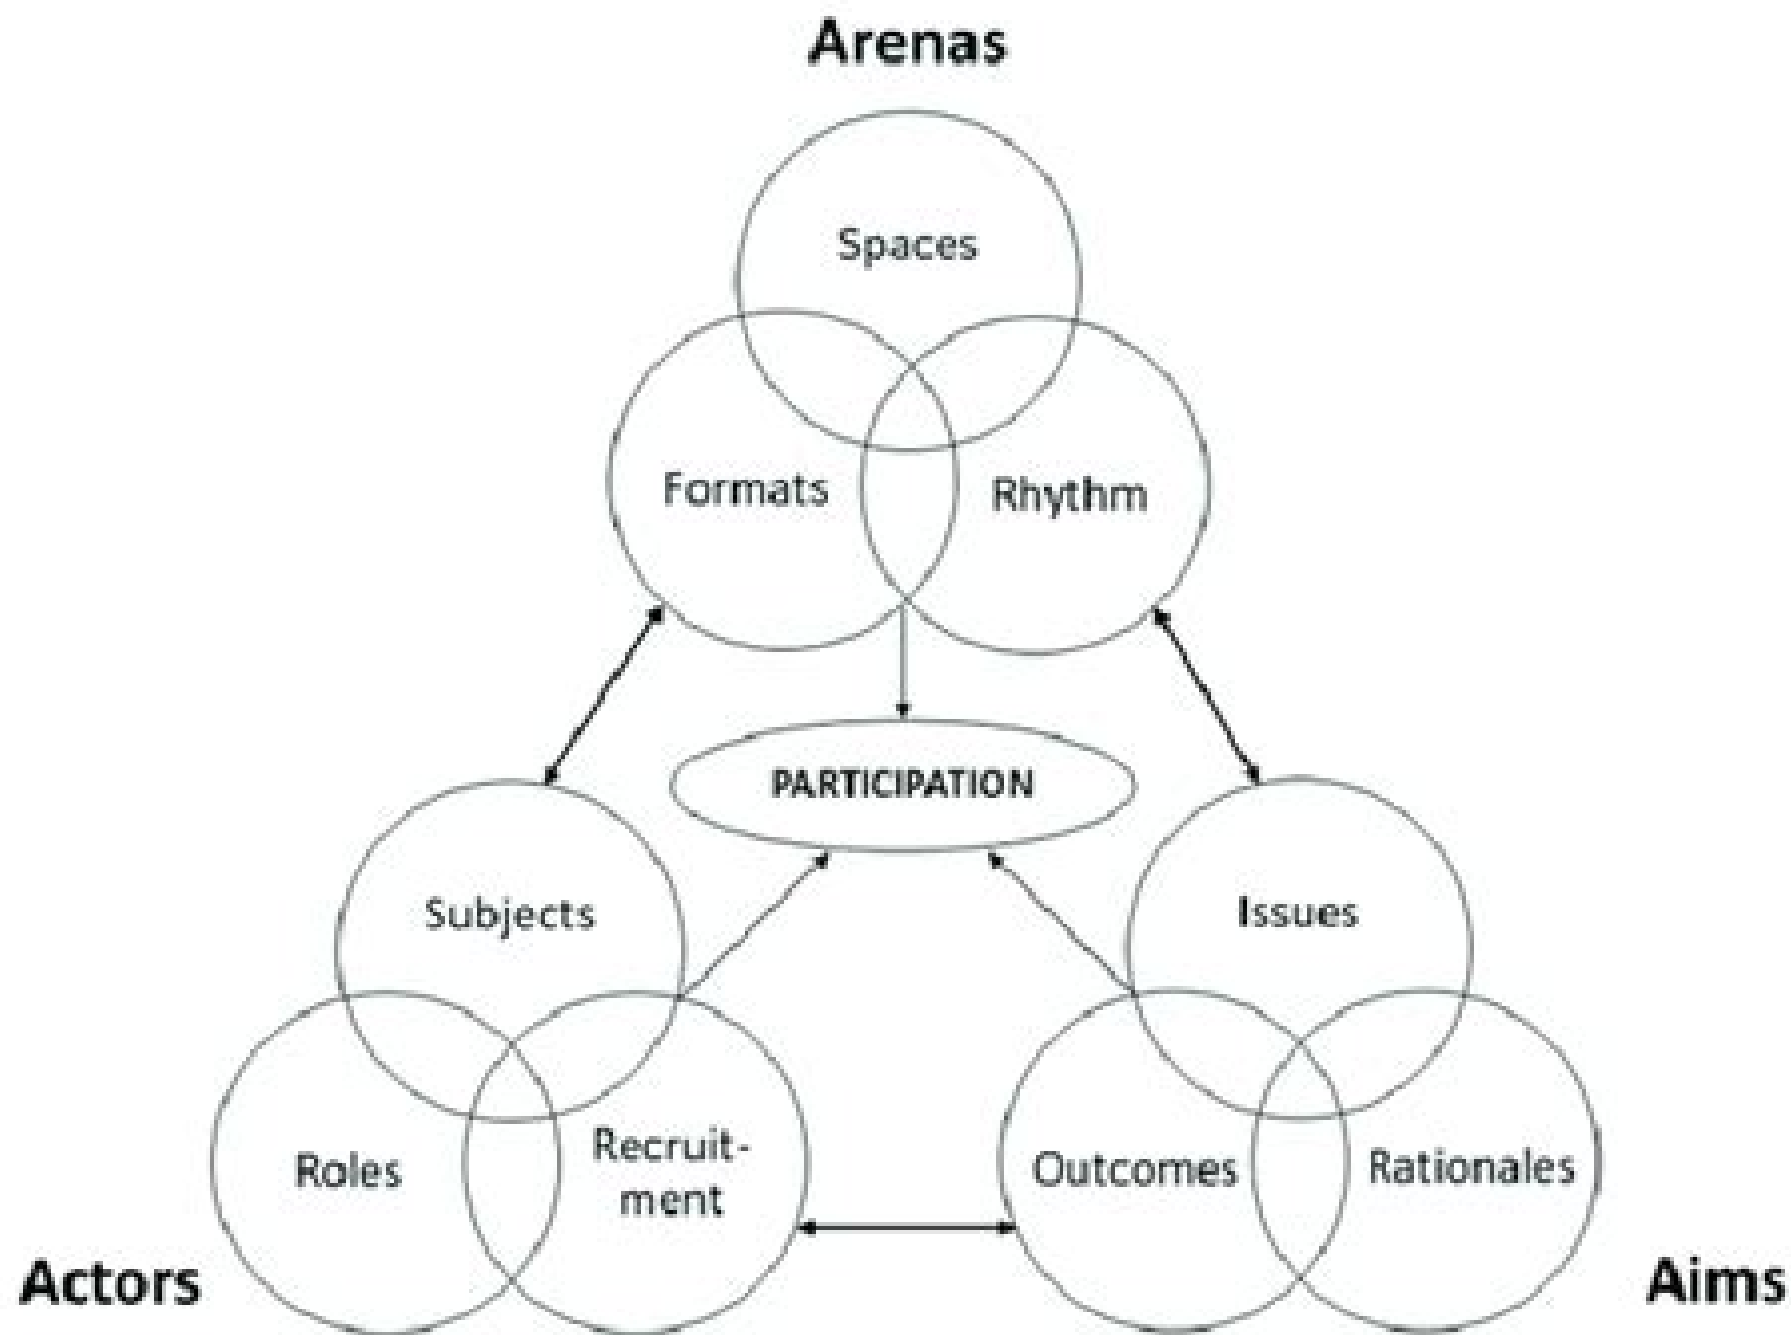 Arenas
Spaces
Formats
Rhythm
PARTICIPATION
Subjects
Issues
Roles
Recruit-
ment
Outcomes
Rationales
Actors
Aims